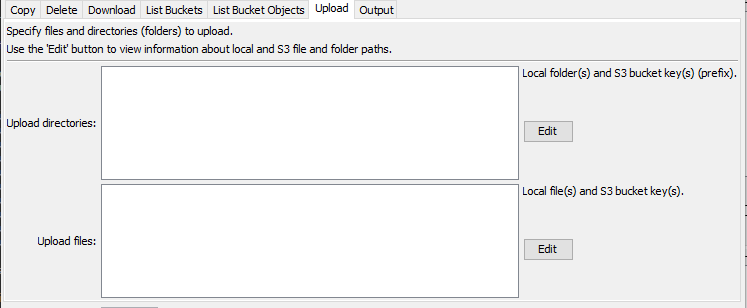 Copy Delete Download List Buckets List Bucket Objects Upload Output
Specify files and directories (folders) to upload.
Use the 'Edit' button to view information about local and S3 file and folder paths.
Local folder(s) and S3 bucket key(s) (prefix).
Upload directories:
Edit
Local file(s) and S3 bucket key(s).
Upload files:
Edit